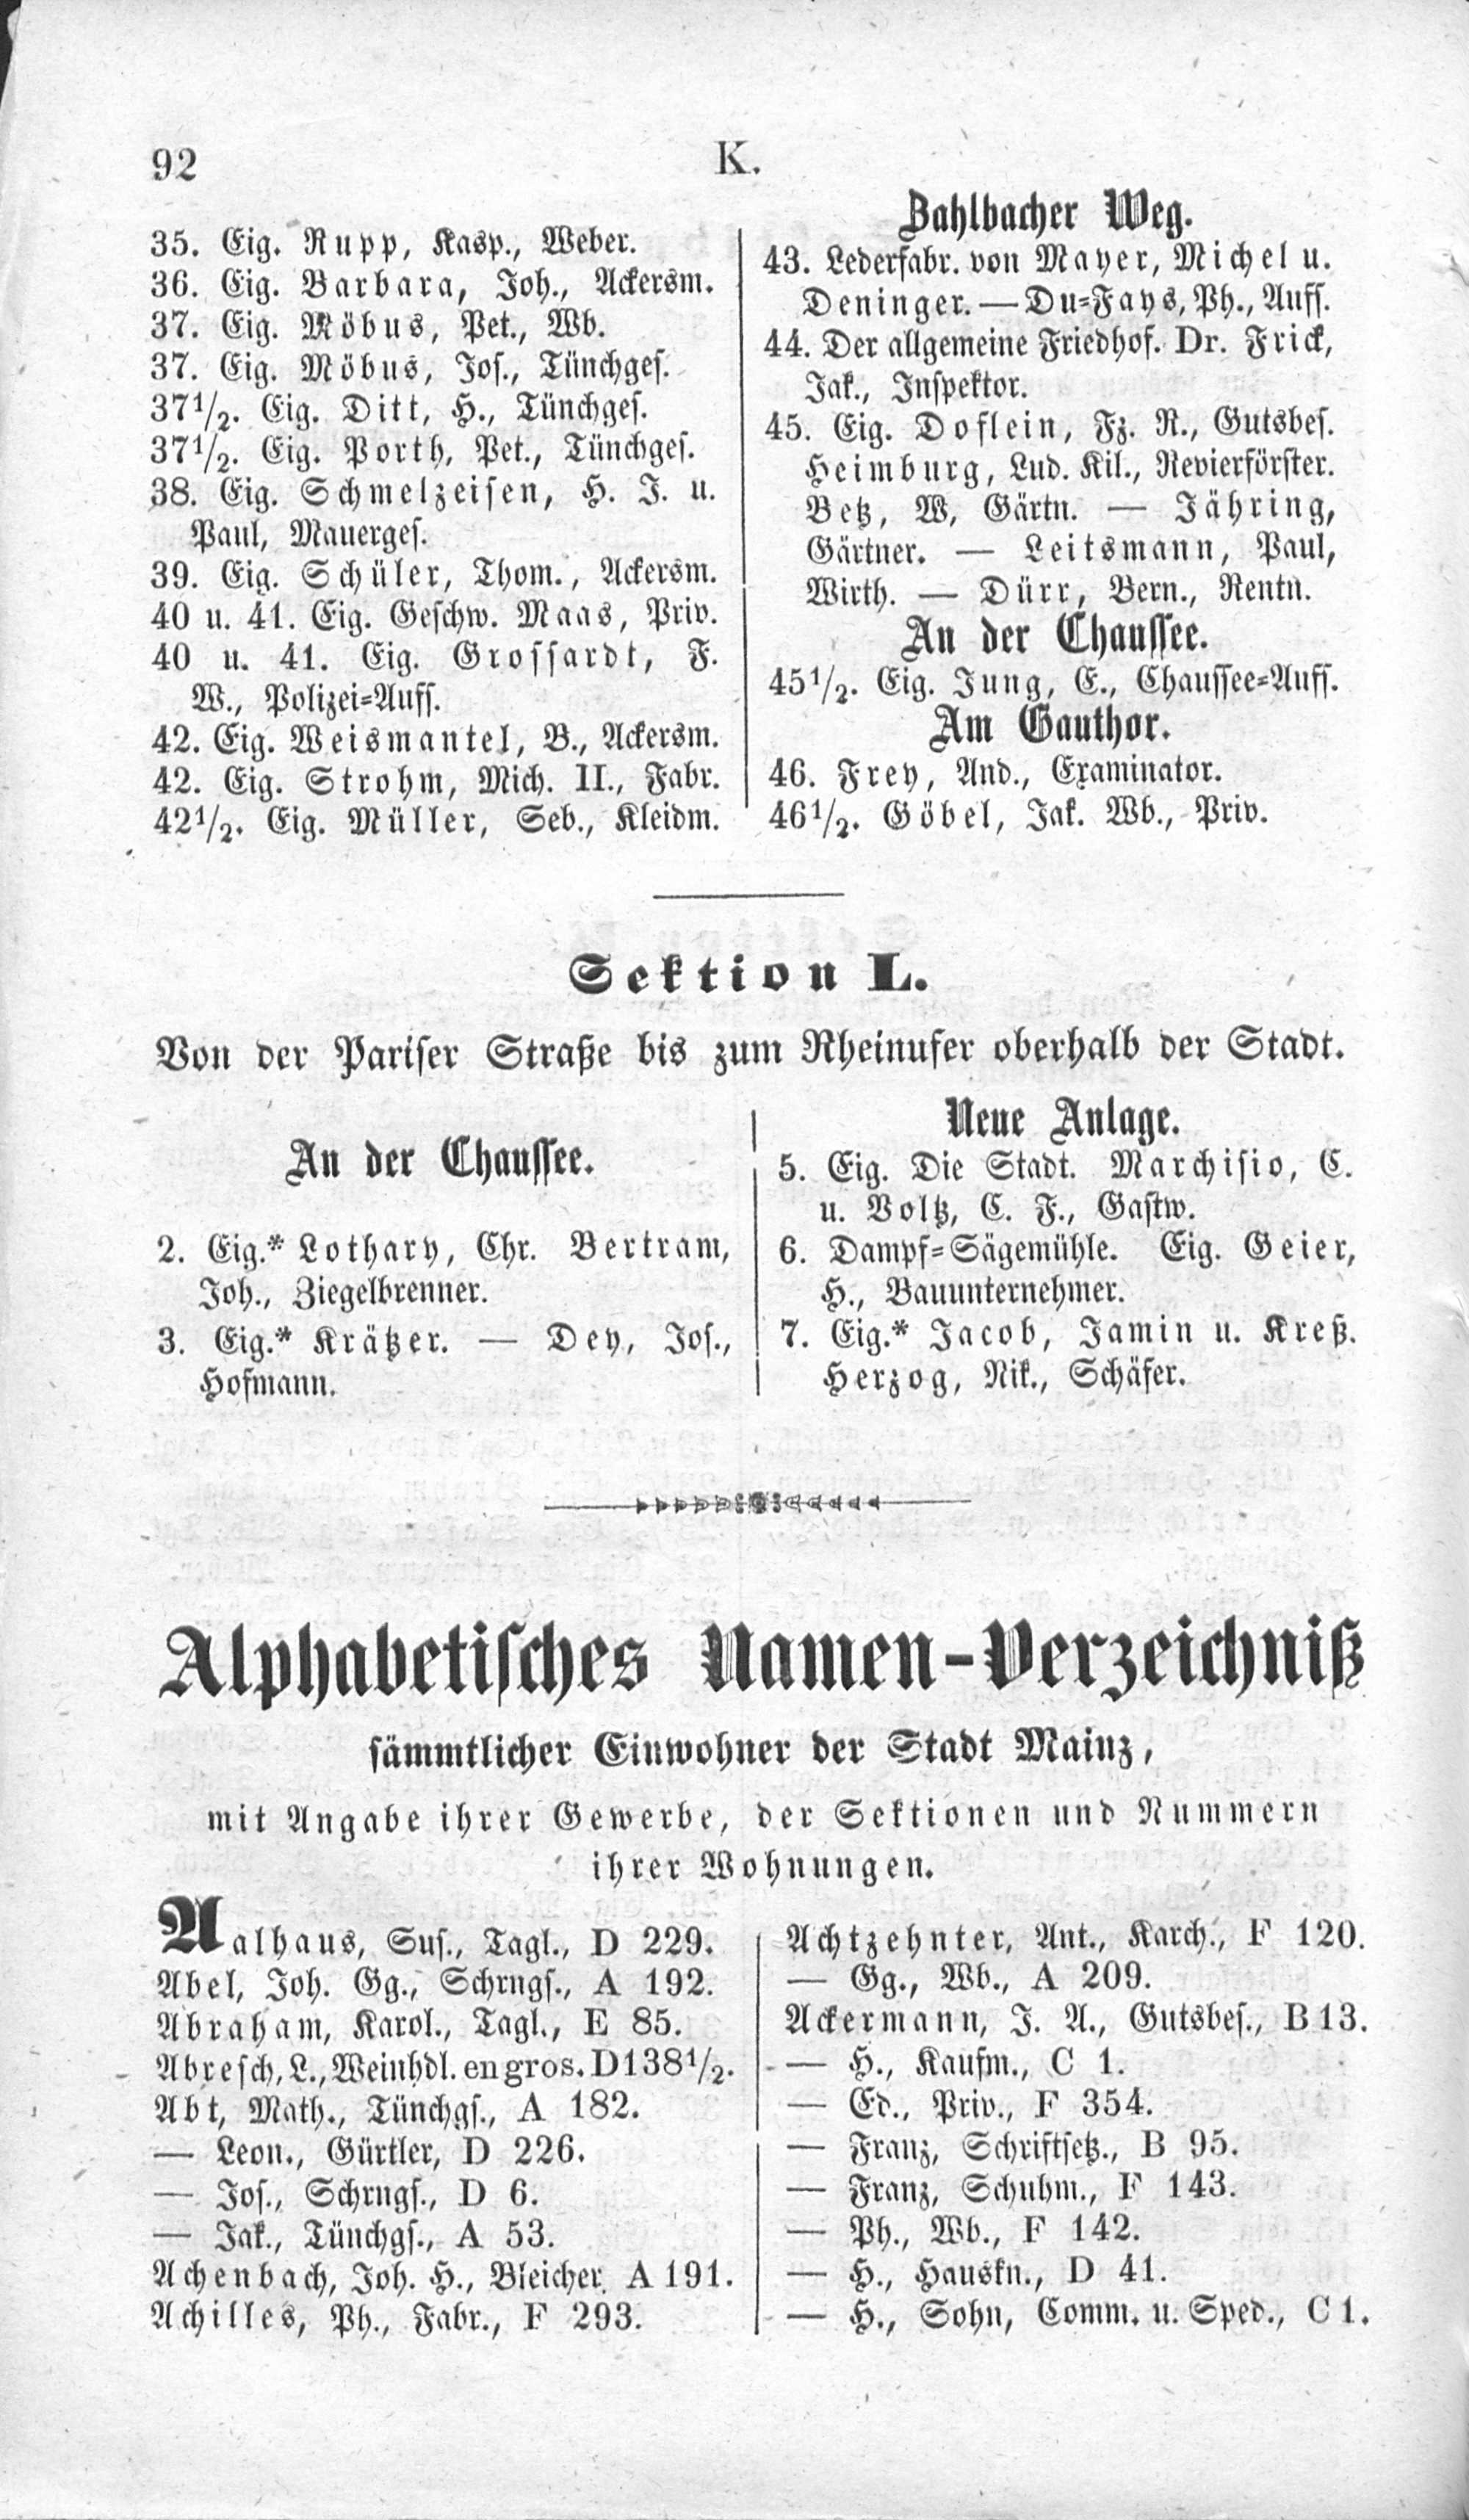 92
K.
35. Eig. Rupp, Kasp., Weber.
36. Eig. Barbara, Joh., Ackersm.
37. Eig. Möbus, Pet., Wb.
37. Eig. Möbus, Jos., Tünchges.
37½. Eig. Ditt, H., Tünchges.
37½. Eig. Porth, Pet., Tünchges.
38. Eig. Schmelzeisen, H. J. u.
Paul, Mauerges.
39. Eig. Schüler, Thom., Ackersm.
40 u. 41. Eig. Geschw. Maas, Priv.
40 u. 41. Eig. Grossardt, F.
W., Polizei=Auff.
42. Eig. Weismantel, B., Ackersm.
42. Eig. Strohm, Mich. II., Fabr.
42½. Eig. Müller, Seb., Kleidm.
Zahlbacher Weg.
43. Lederfabr. von Mayer, Michel u.
Deninger. — Du=Fays, Ph., Auff.
44. Der allgemeine Friedhof. Dr. Frick,
Jak., Inspektor.
45. Eig. Doflein, Fz. R., Gutsbes.
Heimburg, Lud. Kil., Revierförster.
Betz, W, Gärtn. — Jähring,
Gärtner. — Leitsmann, Paul,
Wirth. — Dürr, Bern., Rentn.
An der Chaussee.
45½. Eig. Jung, E., Chaussee=Auff.
Am Gauthor.
46. Frey, And., Examinator.
46½. Göbel, Jak. Wb., Priv.
Sektion L.
Von der Pariser Straße bis zum Rheinufer oberhalb der Stadt.
An der Chaussee.
2. Eig.* Lothary, Chr. Bertram,
Joh., Ziegelbrenner.
3. Eig.* Krätzer. — Dey, Jos.,
Hofmann.
Neue Anlage.
5. Eig. Die Stadt. Marchisio, C.
u. Voltz, C. F., Gastw.
6. Dampf=Sägemühle. Eig. Geier,
H., Bauunternehmer.
7. Eig.* Jacob, Jamin u. Kreß.
Herzog, Nik., Schäfer.
Alphabetisches Namen-Verzeichniß
sämmtlicher Einwohner der Stadt Mainz,
mit Angabe ihrer Gewerbe, der Sektionen und Nummern
ihrer Wohnungen.
Aalhaus, Sus., Tagl., D 229.
Abel, Joh. Gg., Schrngs., A 192.
Abraham, Karol., Tagl., E 85.
Abresch, L., Weinhdl. en gros. D 138½.
Abt, Math., Tünchgs., A 182.
— Leon., Gürtler, D 226.
— Jos., Schrngs., D 6.
— Jak., Tünchgs., A 53.
Achenbach, Joh. H., Bleicher, A 191.
Achilles, Ph., Fabr., F 293.
Achtzehnter, Ant., Karch., F 120.
— Gg., Wb., A 209.
Ackermann, J. A., Gutsbes., B 13.
— H., Kaufm., C 1.
— Ed., Priv., F 354.
— Franz, Schriftsetz., B 95.
— Franz, Schuhm., F 143.
— Ph., Wb., F 142.
— H., Hauskn., D 41.
— H., Sohn, Comm. u. Sped., C 1.